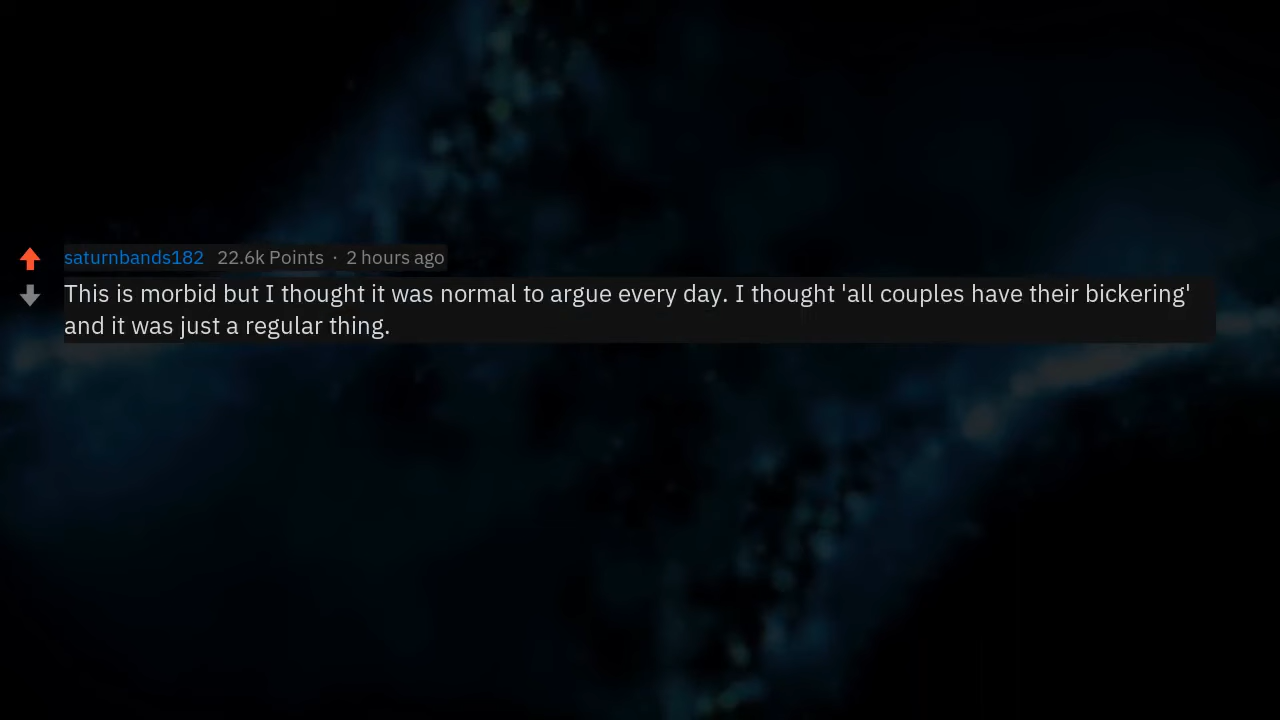 saturnbands182 22.6k Points · 2 hours ago
This is morbid but I thought it was normal to argue every day. I thought 'all couples have their bickering'
and it was just a regular thing.